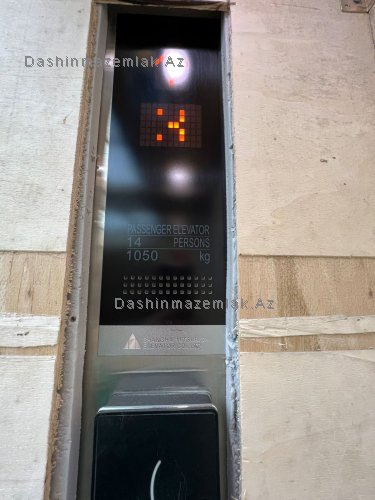 Dashinmazemlak.Az
PASSENGER ELEVATOR
14 PERSONS
1050 kg
Dashinmazemlak.Az